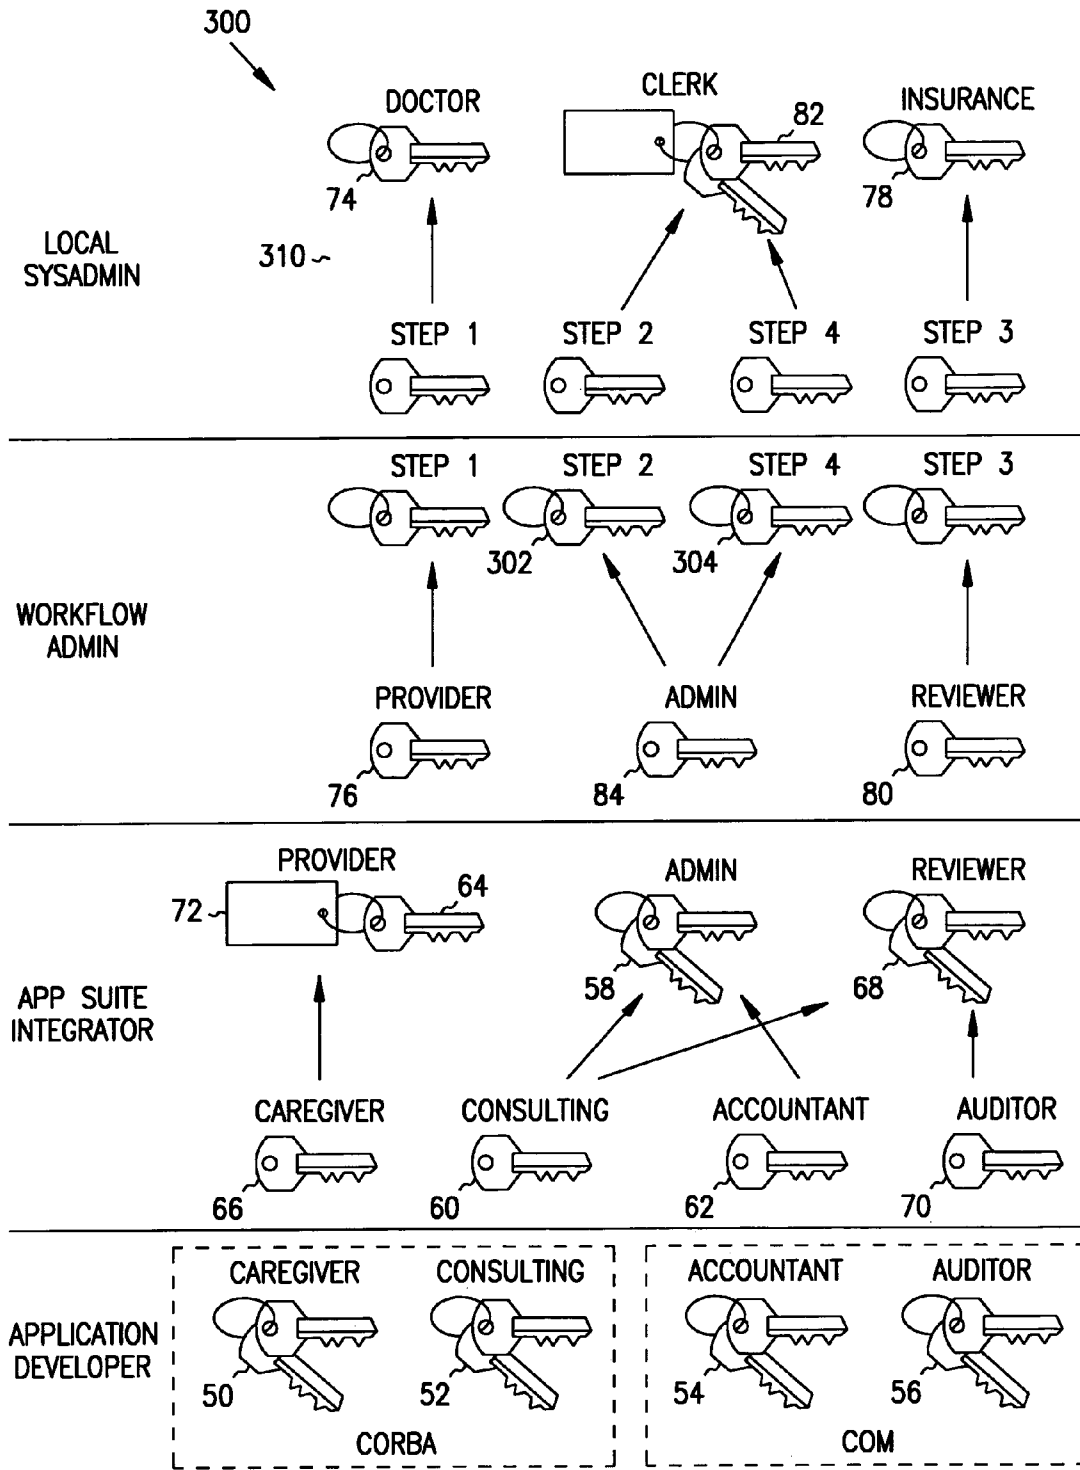 300
DOCTOR
CLERK
INSURANCE
82
74
78
LOCAL
SYSADMIN
310
STEP 1
STEP 2
STEP 4
STEP 3
STEP 1
STEP 2
STEP 4
STEP 3
302
304
WORKFLOW
ADMIN
PROVIDER
ADMIN
REVIEWER
76
84
80
PROVIDER
ADMIN
REVIEWER
72
64
58
68
APP SUITE
INTEGRATOR
CAREGIVER
CONSULTING
ACCOUNTANT
AUDITOR
66
60
62
70
CAREGIVER
CONSULTING
ACCOUNTANT
AUDITOR
APPLICATION
DEVELOPER
50
52
54
56
CORBA
COM